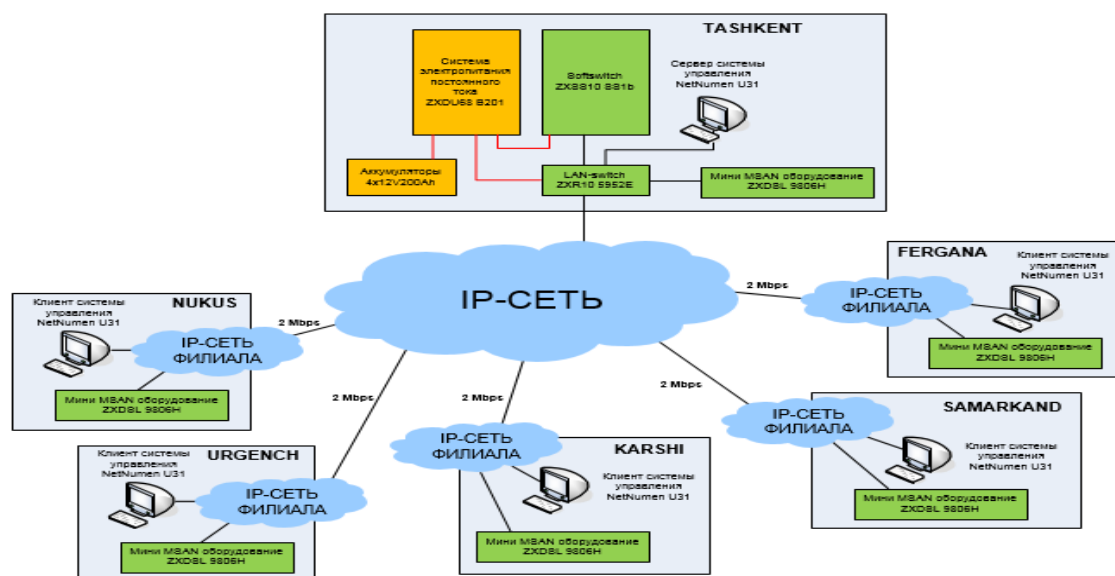 TASHKENT
Система
электропитания
постоянного
тока
ZXDU68 B201
Softswitch
ZXSS10 SS1b
Сервер системы
управления
NetNumen U31
Аккумуляторы
4x12V200Ah
LAN-switch
ZXR10 5952E
Мини MSAN оборудование
ZXDSL 9806H
IP-СЕТЬ
FERGANA
Клиент системы
управления
NetNumen U31
2 Mbps
IP-СЕТЬ
ФИЛИАЛА
Мини MSAN оборудование
ZXDSL 9806H
NUKUS
Клиент системы
управления
NetNumen U31
2 Mbps
IP-СЕТЬ
ФИЛИАЛА
Мини MSAN оборудование
ZXDSL 9806H
URGENCH
Клиент системы
управления
NetNumen U31
2 Mbps
IP-СЕТЬ
ФИЛИАЛА
Мини MSAN оборудование
ZXDSL 9806H
2 Mbps
KARSHI
IP-СЕТЬ
ФИЛИАЛА
Клиент системы
управления
NetNumen U31
Мини MSAN оборудование
ZXDSL 9806H
2 Mbps
SAMARKAND
IP-СЕТЬ
ФИЛИАЛА
Клиент системы
управления
NetNumen U31
Мини MSAN оборудование
ZXDSL 9806H